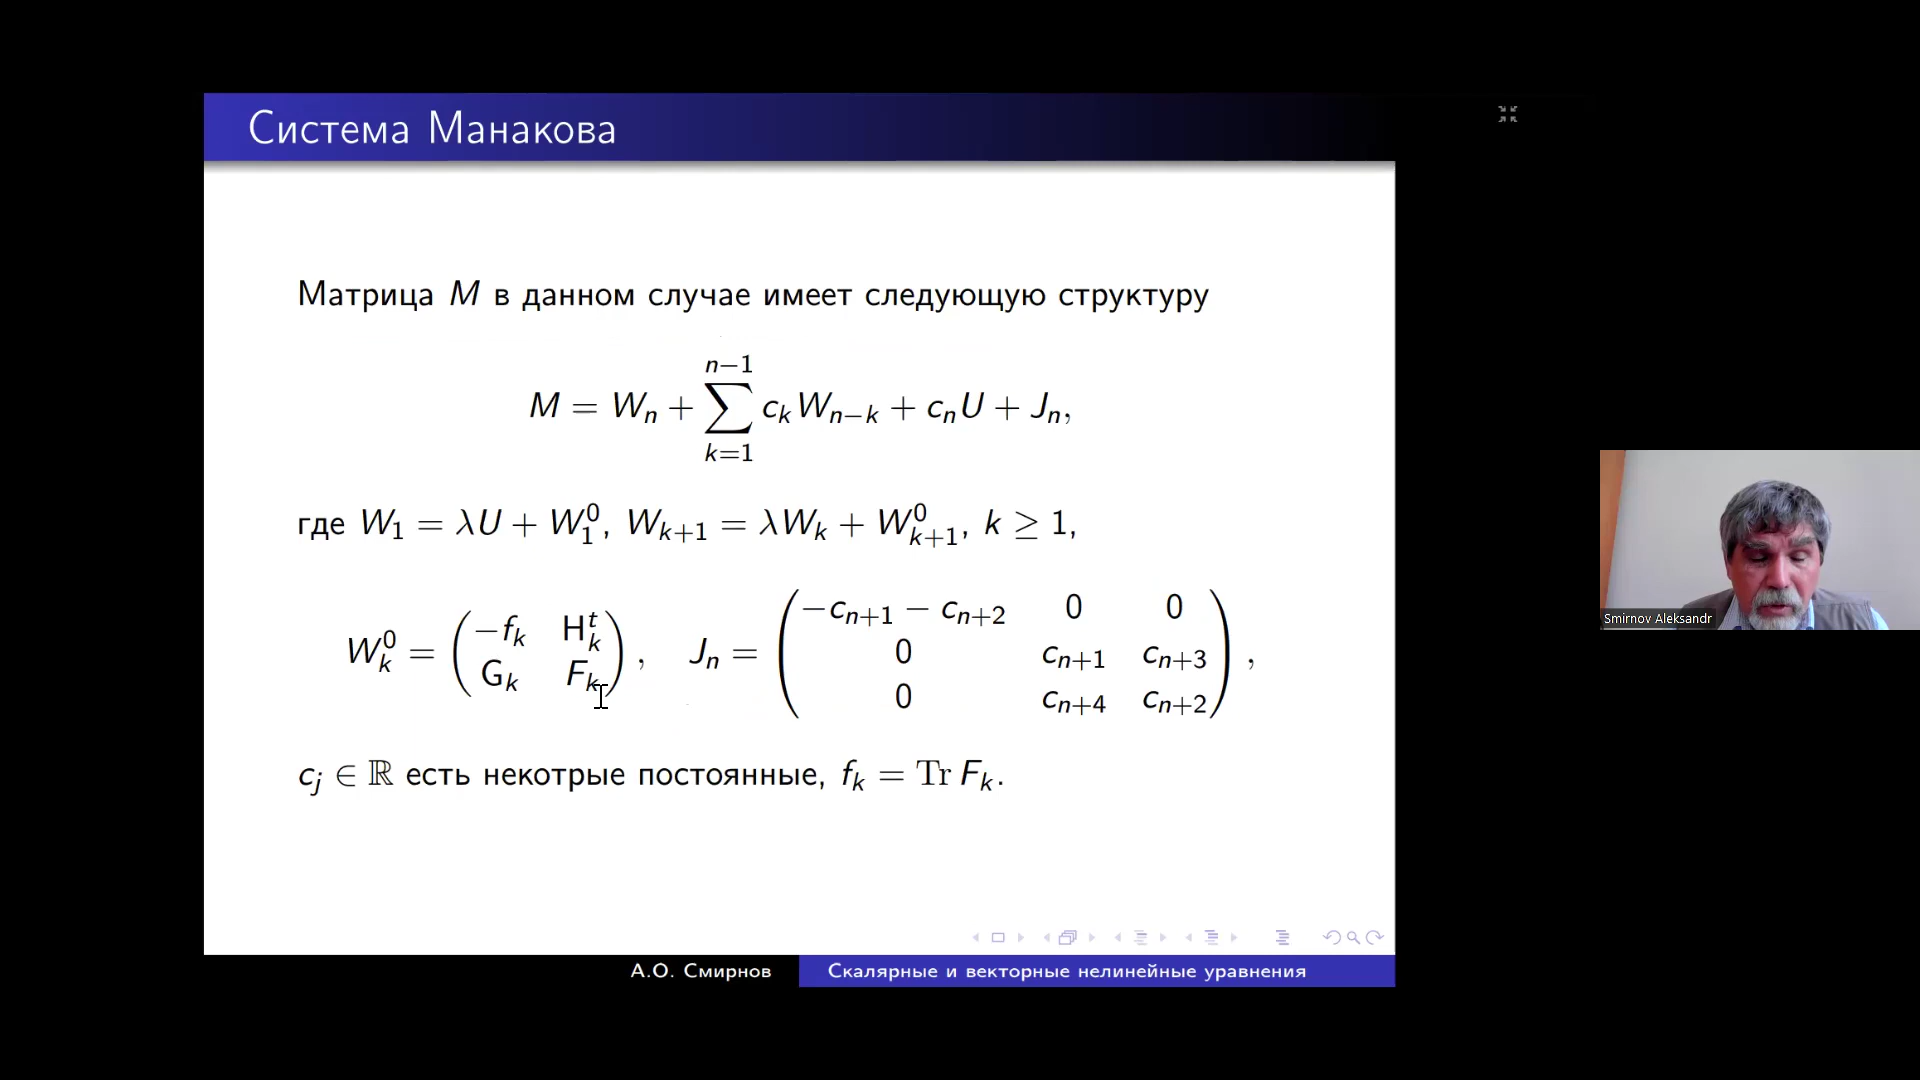 Система Манакова
Матрица M в данном случае имеет следующую структуру
M = W_n + \sum_{k=1}^{n-1} c_k W_{n-k} + c_n U + J_n,
где W_1 = λU + W_1^0, W_{k+1} = λW_k + W_{k+1}^0, k ≥ 1,
W_k^0 = \begin{pmatrix} -f_k & H_k^t \\ G_k & F_k \end{pmatrix}, J_n = \begin{pmatrix} -c_{n+1} - c_{n+2} & 0 & 0 \\ 0 & c_{n+1} & c_{n+3} \\ 0 & c_{n+4} & c_{n+2} \end{pmatrix},
c_j ∈ ℝ есть некотрые постоянные, f_k = Tr F_k.
А.О. Смирнов
Скалярные и векторные нелинейные уравнения
Smirnov Aleksandr